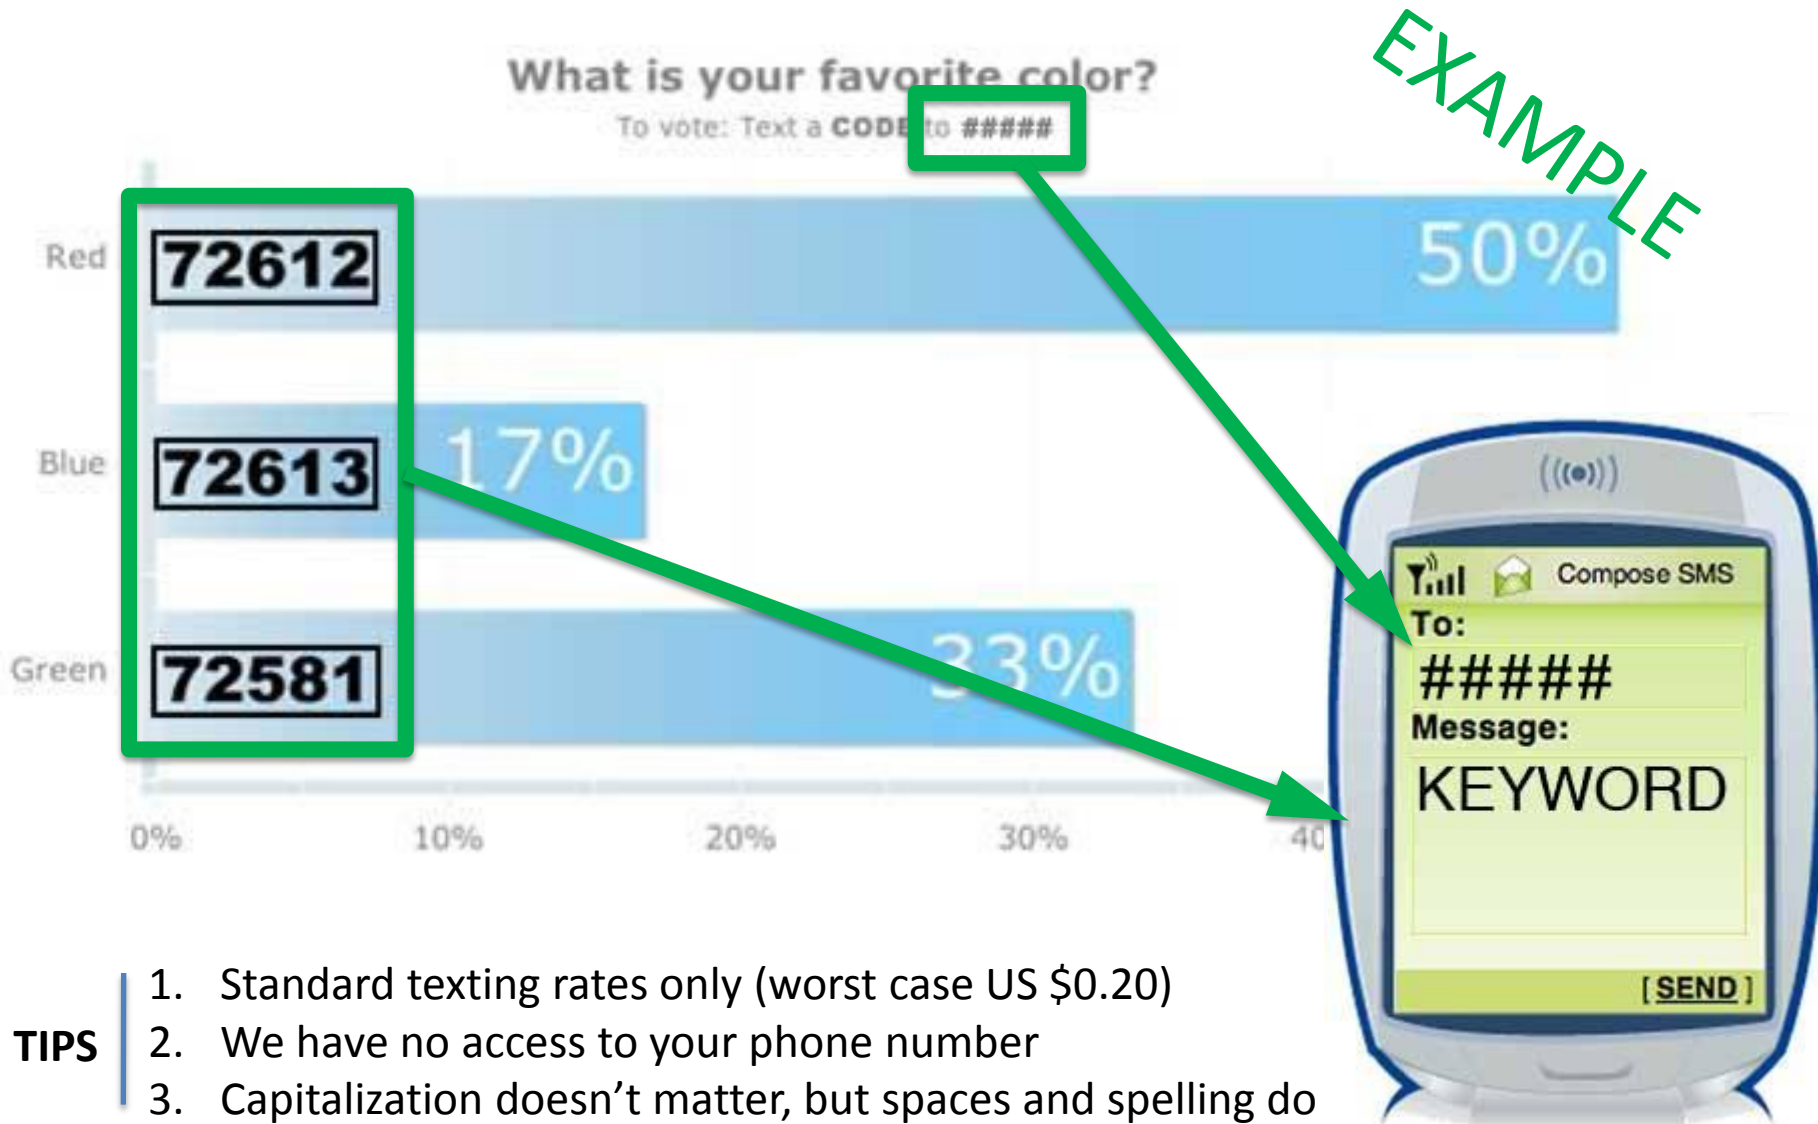 EXAMPLE
What is your favorite color?
To vote: Text a CODE to #####
Red 72612 50%
Blue 72613 17%
Green 72581 33%
0% 10% 20% 30% 40
Compose SMS
To:
#####
Message:
KEYWORD
[SEND]
TIPS
1. Standard texting rates only (worst case US $0.20)
2. We have no access to your phone number
3. Capitalization doesn’t matter, but spaces and spelling do